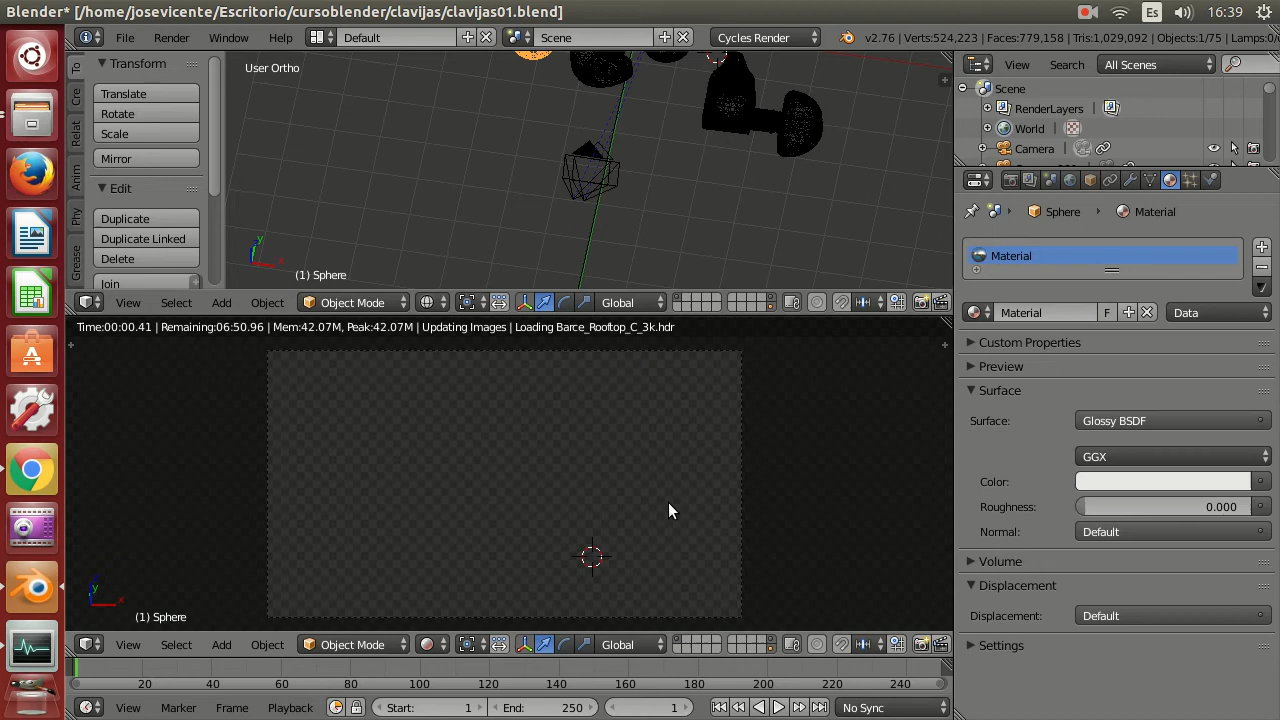 Blender* [/home/josevicente/Escritorio/cursoblender/clavijas/clavijas01.blend]
Es
16:39
File Render Window Help
Default
Scene
Cycles Render
v2.76 | Verts:524,223 | Faces:779,158 | Tris:1,029,092 | Objects:1/75 | Lamps:0/
Transform
Translate
Rotate
Scale
Mirror
Edit
Duplicate
Duplicate Linked
Delete
Join
To
Cre
Relat
Anim
Phy
Grease
User Ortho
y
x
(1) Sphere
View Select Add Object Object Mode Global
Time:00:00.41 | Remaining:06:50.96 | Mem:42.07M, Peak:42.07M | Updating Images | Loading Barce_Rooftop_C_3k.hdr
y
x
(1) Sphere
View Select Add Object Object Mode Global
20 40 60 80 100 120 140 160 180 200 220 240
View Marker Frame Playback Start: 1 End: 250 1 No Sync
View Search All Scenes
Scene
RenderLayers
World
Camera
Sphere Material
Material
Material F Data
Custom Properties
Preview
Surface
Surface: Glossy BSDF
GGX
Color:
Roughness: 0.000
Normal: Default
Volume
Displacement
Displacement: Default
Settings